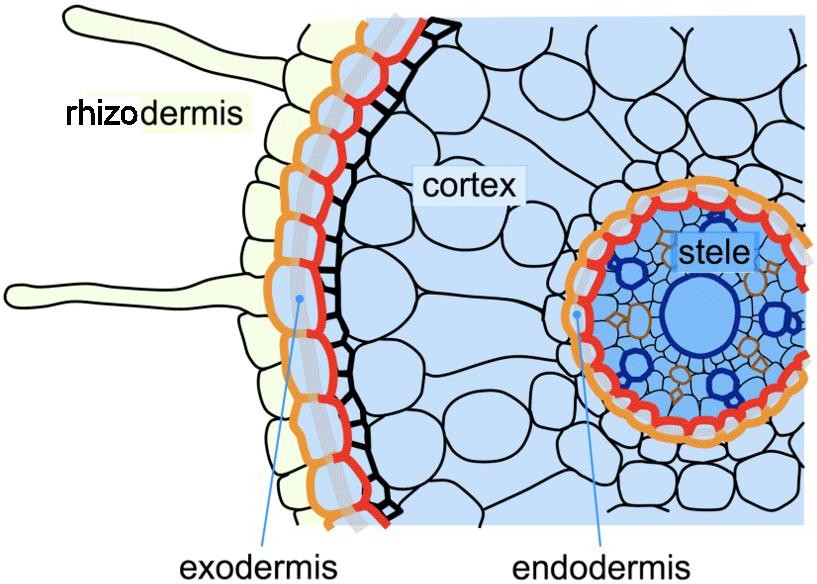 rhizodermis
cortex
stele
exodermis
endodermis